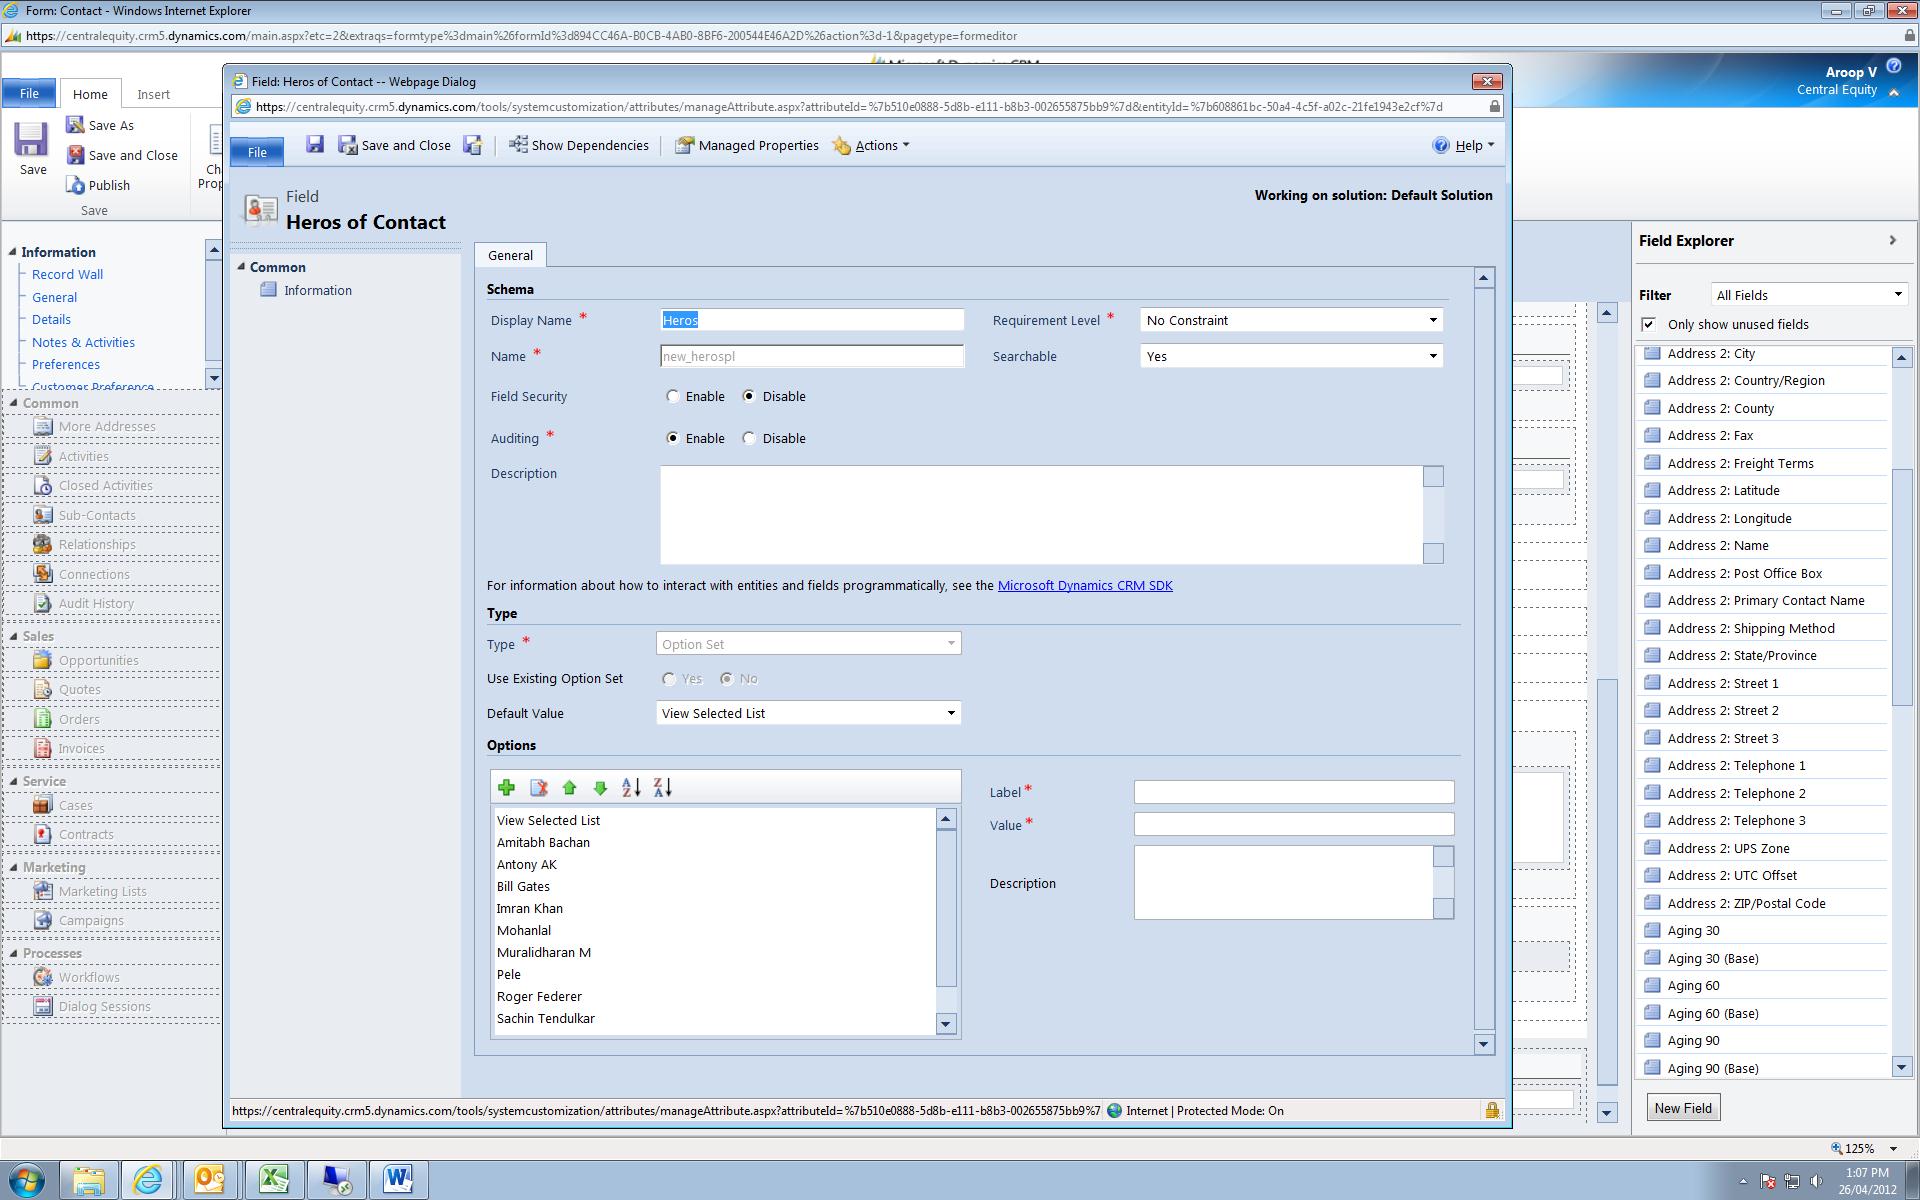 Form: Contact - Windows Internet Explorer
https://centralequity.crm5.dynamics.com/main.aspx?etc=2&extraqs=formtype%3dmain%26formId%3d894CC46A-B0CB-4AB0-8BF6-200544E46A2D%26action%3d-1&pagetype=formeditor
File
Home
Insert
Aroop V
Central Equity
Save
Save As
Save and Close
Publish
Save
Information
Record Wall
General
Details
Notes & Activities
Preferences
Customer Preference
Common
More Addresses
Activities
Closed Activities
Sub-Contacts
Relationships
Connections
Audit History
Sales
Opportunities
Quotes
Orders
Invoices
Service
Cases
Contracts
Marketing
Marketing Lists
Campaigns
Processes
Workflows
Dialog Sessions
Field: Heros of Contact -- Webpage Dialog
https://centralequity.crm5.dynamics.com/tools/systemcustomization/attributes/manageAttribute.aspx?attributeId=%7b510e0888-5d8b-e111-b8b3-002655875bb9%7d&entityId=%7b608861bc-50a4-4c5f-a02c-21fe1943e2cf%7d
File
Save and Close
Show Dependencies
Managed Properties
Actions
Help
Field
Heros of Contact
Working on solution: Default Solution
Common
Information
General
Schema
Display Name *
Heros
Requirement Level *
No Constraint
Name *
new_herospl
Searchable
Yes
Field Security
Enable
Disable
Auditing *
Enable
Disable
Description
For information about how to interact with entities and fields programmatically, see the Microsoft Dynamics CRM SDK
Type
Type *
Option Set
Use Existing Option Set
Yes
No
Default Value
View Selected List
Options
View Selected List
Amitabh Bachan
Antony AK
Bill Gates
Imran Khan
Mohanlal
Muralidharan M
Pele
Roger Federer
Sachin Tendulkar
Label *
Value *
Description
https://centralequity.crm5.dynamics.com/tools/systemcustomization/attributes/manageAttribute.aspx?attributeId=%7b510e0888-5d8b-e111-b8b3-002655875bb9%7
Internet | Protected Mode: On
Field Explorer
Filter
All Fields
Only show unused fields
Address 2: City
Address 2: Country/Region
Address 2: County
Address 2: Fax
Address 2: Freight Terms
Address 2: Latitude
Address 2: Longitude
Address 2: Name
Address 2: Post Office Box
Address 2: Primary Contact Name
Address 2: Shipping Method
Address 2: State/Province
Address 2: Street 1
Address 2: Street 2
Address 2: Street 3
Address 2: Telephone 1
Address 2: Telephone 2
Address 2: Telephone 3
Address 2: UPS Zone
Address 2: UTC Offset
Address 2: ZIP/Postal Code
Aging 30
Aging 30 (Base)
Aging 60
Aging 60 (Base)
Aging 90
Aging 90 (Base)
New Field
125%
1:07 PM
26/04/2012